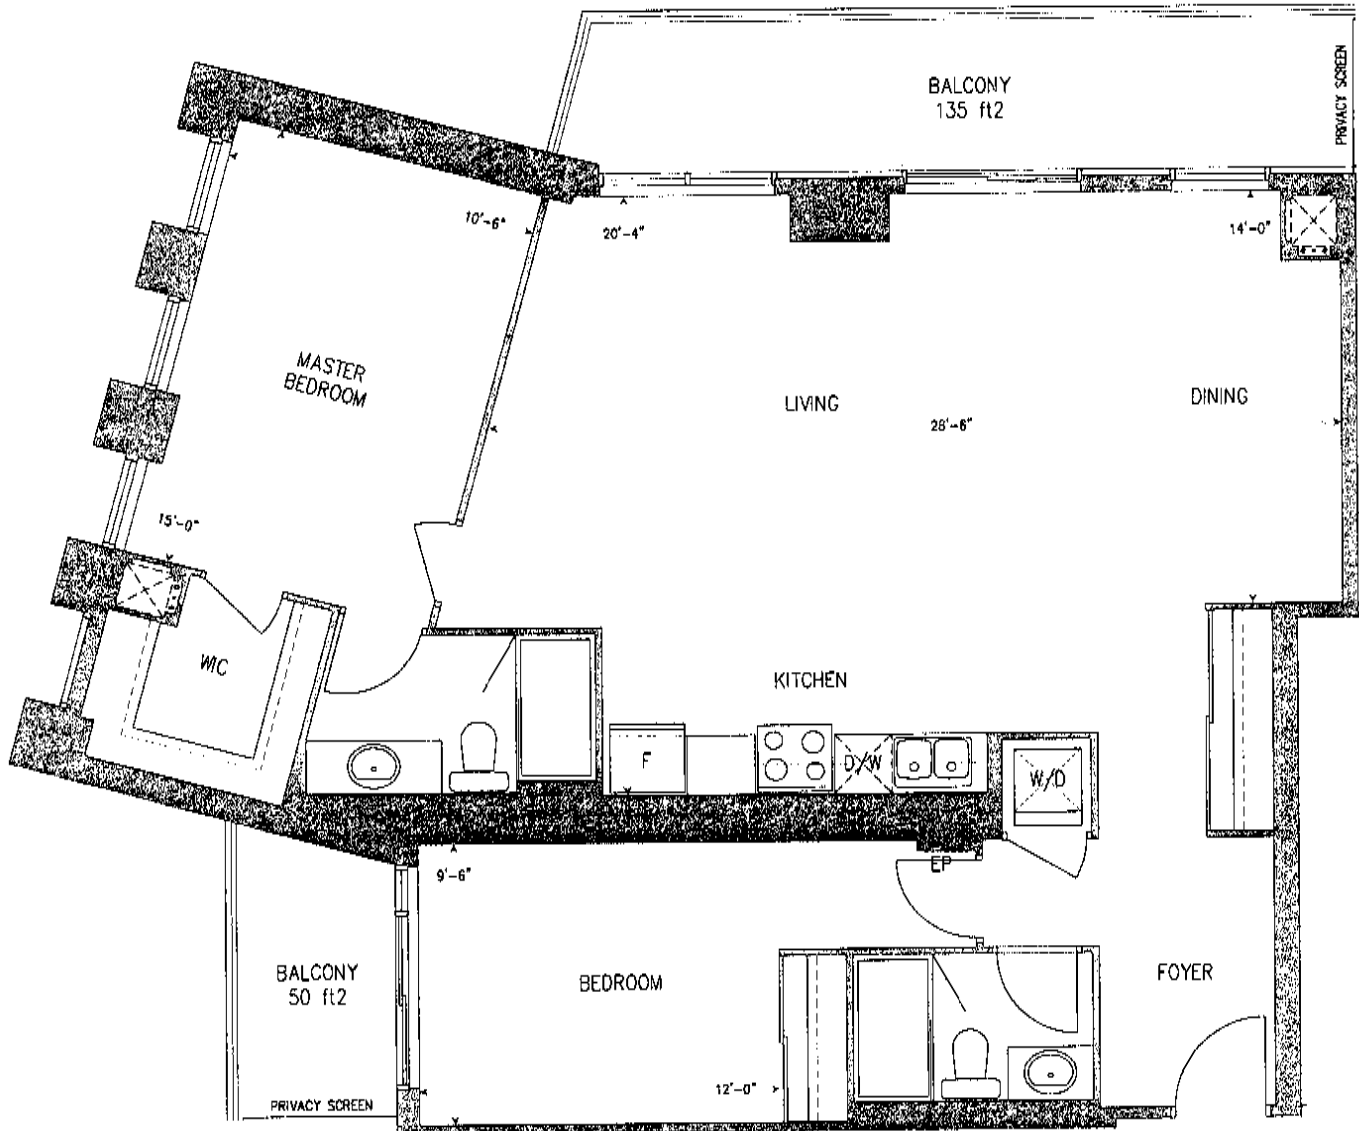 BALCONY
135 ft2
PRIVACY SCREEN
10'-6"
20'-4"
14'-0"
MASTER
BEDROOM
LIVING
DINING
28'-6"
15'-0"
WIC
KITCHEN
F
D/W
W/D
EP
9'-6"
BALCONY
50 ft2
BEDROOM
FOYER
12'-0"
PRIVACY SCREEN